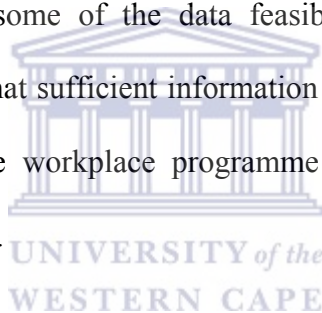 some of the data feasib
hat sufficient information
e workplace programme
UNIVERSITY of the
WESTERN CAPE